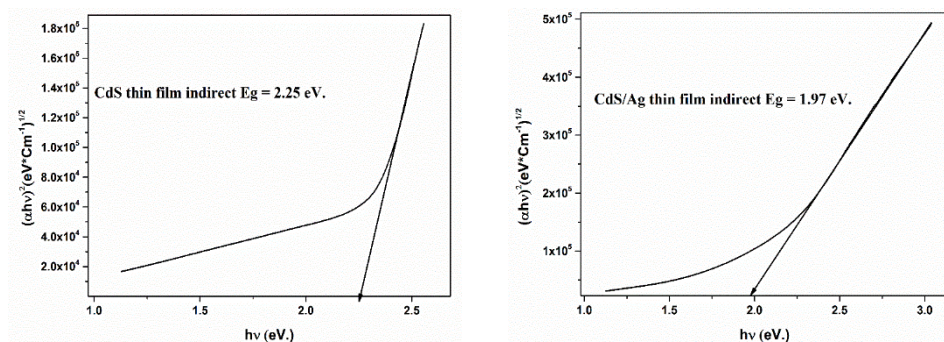 1.8x10⁵
1.6x10⁵
1.4x10⁵
1.2x10⁵
1.0x10⁵
8.0x10⁴
6.0x10⁴
4.0x10⁴
2.0x10⁴
(αhν)²(eV*Cm⁻¹)¹/²
CdS thin film indirect Eg = 2.25 eV.
1.0 1.5 2.0 2.5
hν (eV.)
5x10⁵
4x10⁵
3x10⁵
2x10⁵
1x10⁵
(αhν)²(eV*Cm⁻¹)¹/²
CdS/Ag thin film indirect Eg = 1.97 eV.
1.0 1.5 2.0 2.5 3.0
hν (eV.)